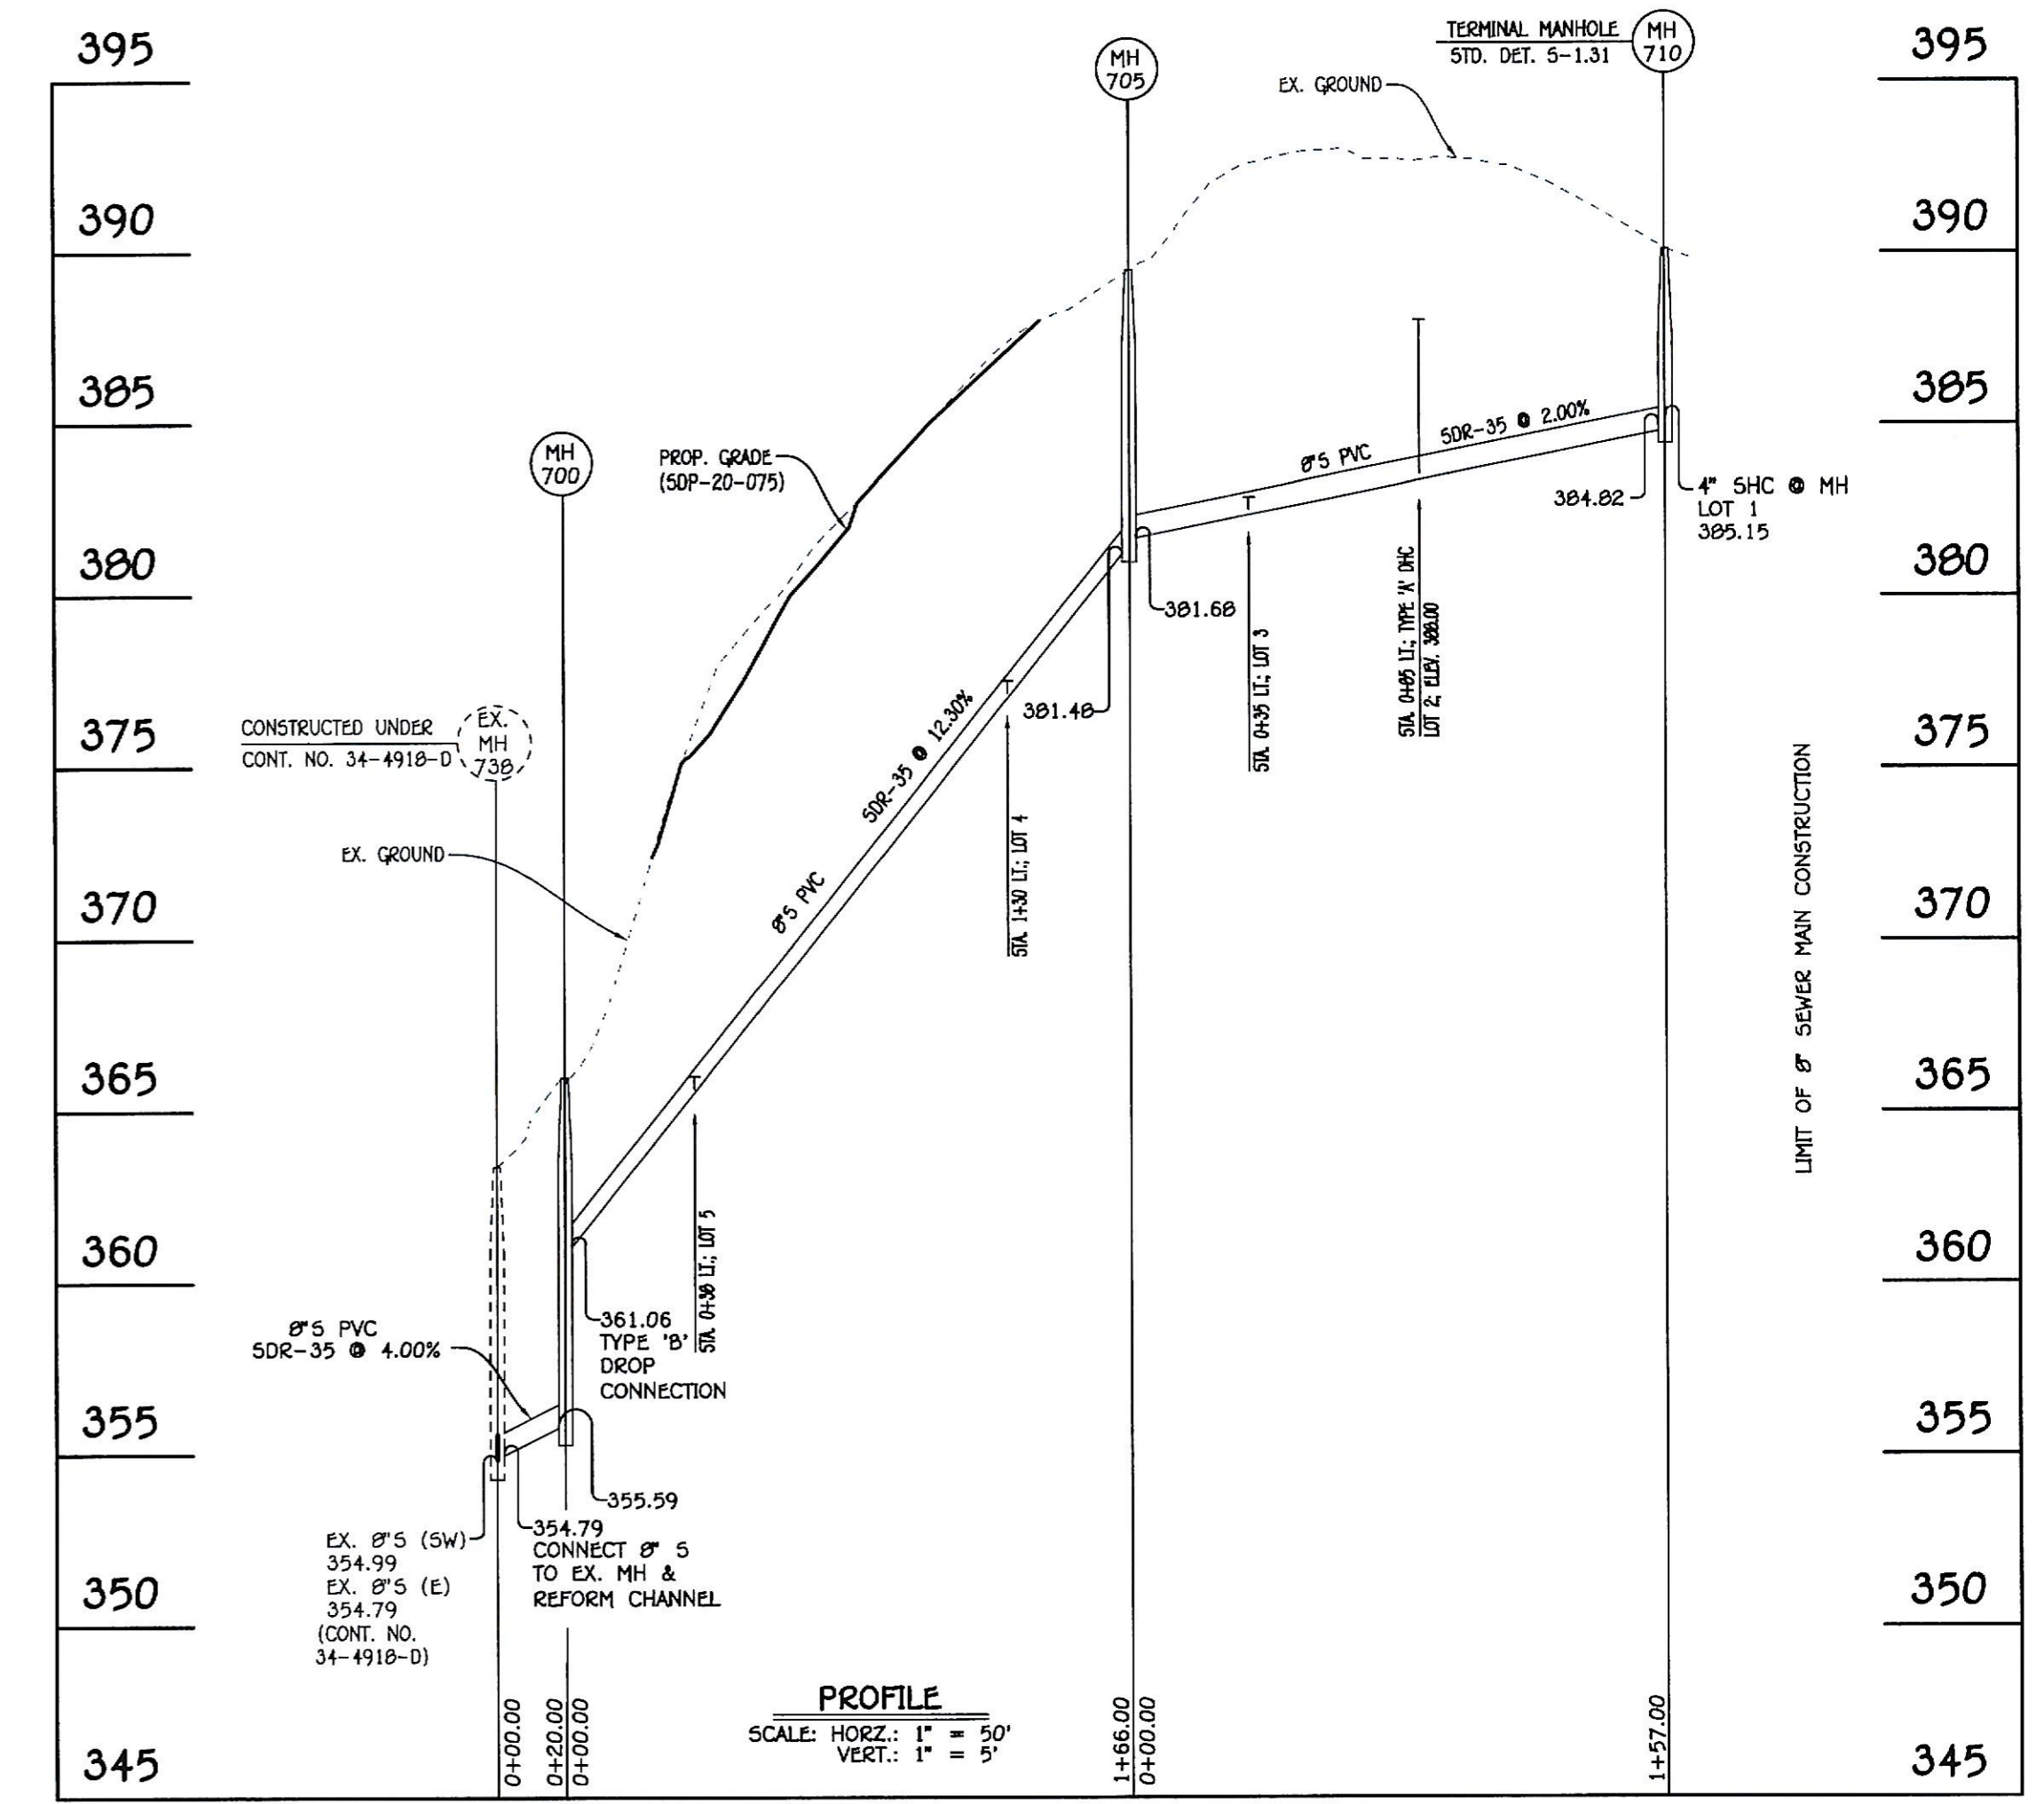 395
390
385
380
375
370
365
360
355
350
345
TERMINAL MANHOLE
STD. DET. S-1.31
MH
710
MH
705
EX. GROUND
MH
700
PROP. GRADE
(SDP-20-075)
8"S PVC
SDR-35 @ 2.00%
384.82
4" SHC @ MH
LOT 1
385.15
381.68
381.48
STA. 0+35 LT.; LOT 3
STA. 0+85 LT.; TYPE 'A' DHC
LOT 2; ELEV. 388.00
CONSTRUCTED UNDER
CONT. NO. 34-4918-D
EX.
MH
738
SDR-35 @ 12.30%
8"S PVC
STA. 1+30 LT.; LOT 4
EX. GROUND
LIMIT OF 8" SEWER MAIN CONSTRUCTION
STA. 0+38 LT.; LOT 5
361.06
TYPE 'B'
DROP
CONNECTION
8"S PVC
SDR-35 @ 4.00%
355.59
354.79
CONNECT 8" S
TO EX. MH &
REFORM CHANNEL
EX. 8"S (SW)
354.99
EX. 8"S (E)
354.79
(CONT. NO.
34-4918-D)
0+00.00
0+20.00
0+00.00
PROFILE
SCALE: HORZ.: 1" = 50'
VERT.: 1" = 5'
1+66.00
0+00.00
1+57.00
395
390
385
380
375
370
365
360
355
350
345